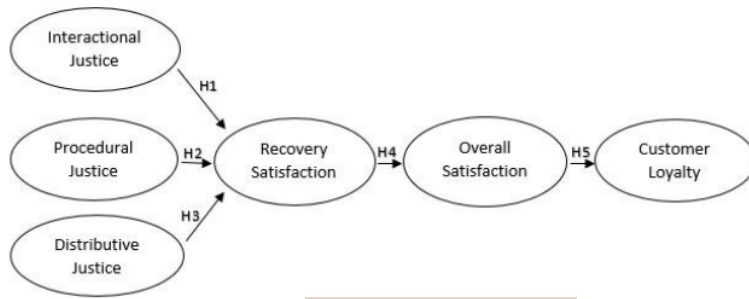 Interactional
Justice
H1
Procedural
Justice
H2
Recovery
Satisfaction
H4
Overall
Satisfaction
H5
Customer
Loyalty
H3
Distributive
Justice